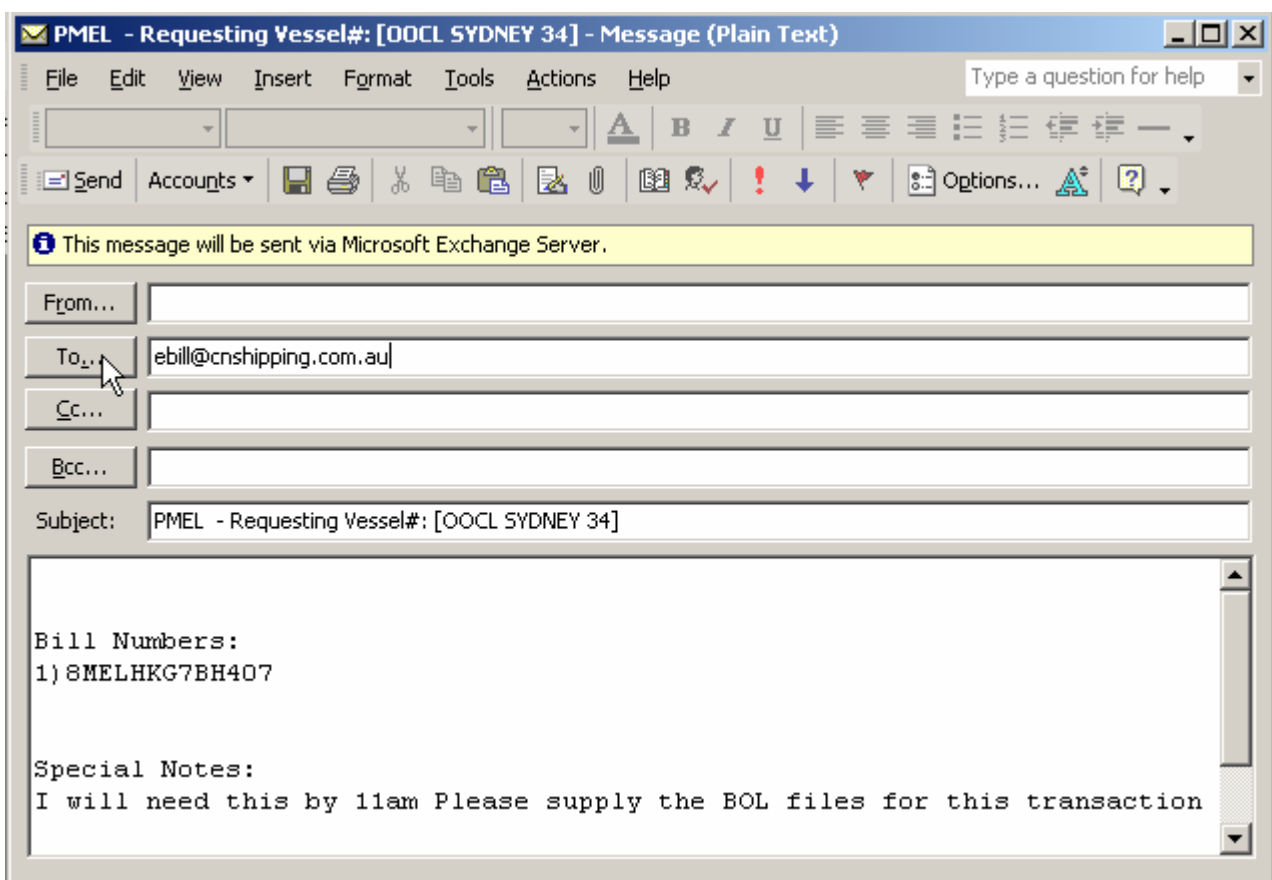 PMEL - Requesting Vessel#: [OOCL SYDNEY 34] - Message (Plain Text)
File Edit View Insert Format Tools Actions Help Type a question for help
A B I U
Send Accounts Options...
This message will be sent via Microsoft Exchange Server.
From...
To... ebill@cnshipping.com.au
Cc...
Bcc...
Subject: PMEL - Requesting Vessel#: [OOCL SYDNEY 34]
Bill Numbers:
1)8MELHKG7BH407
Special Notes:
I will need this by 11am Please supply the BOL files for this transaction